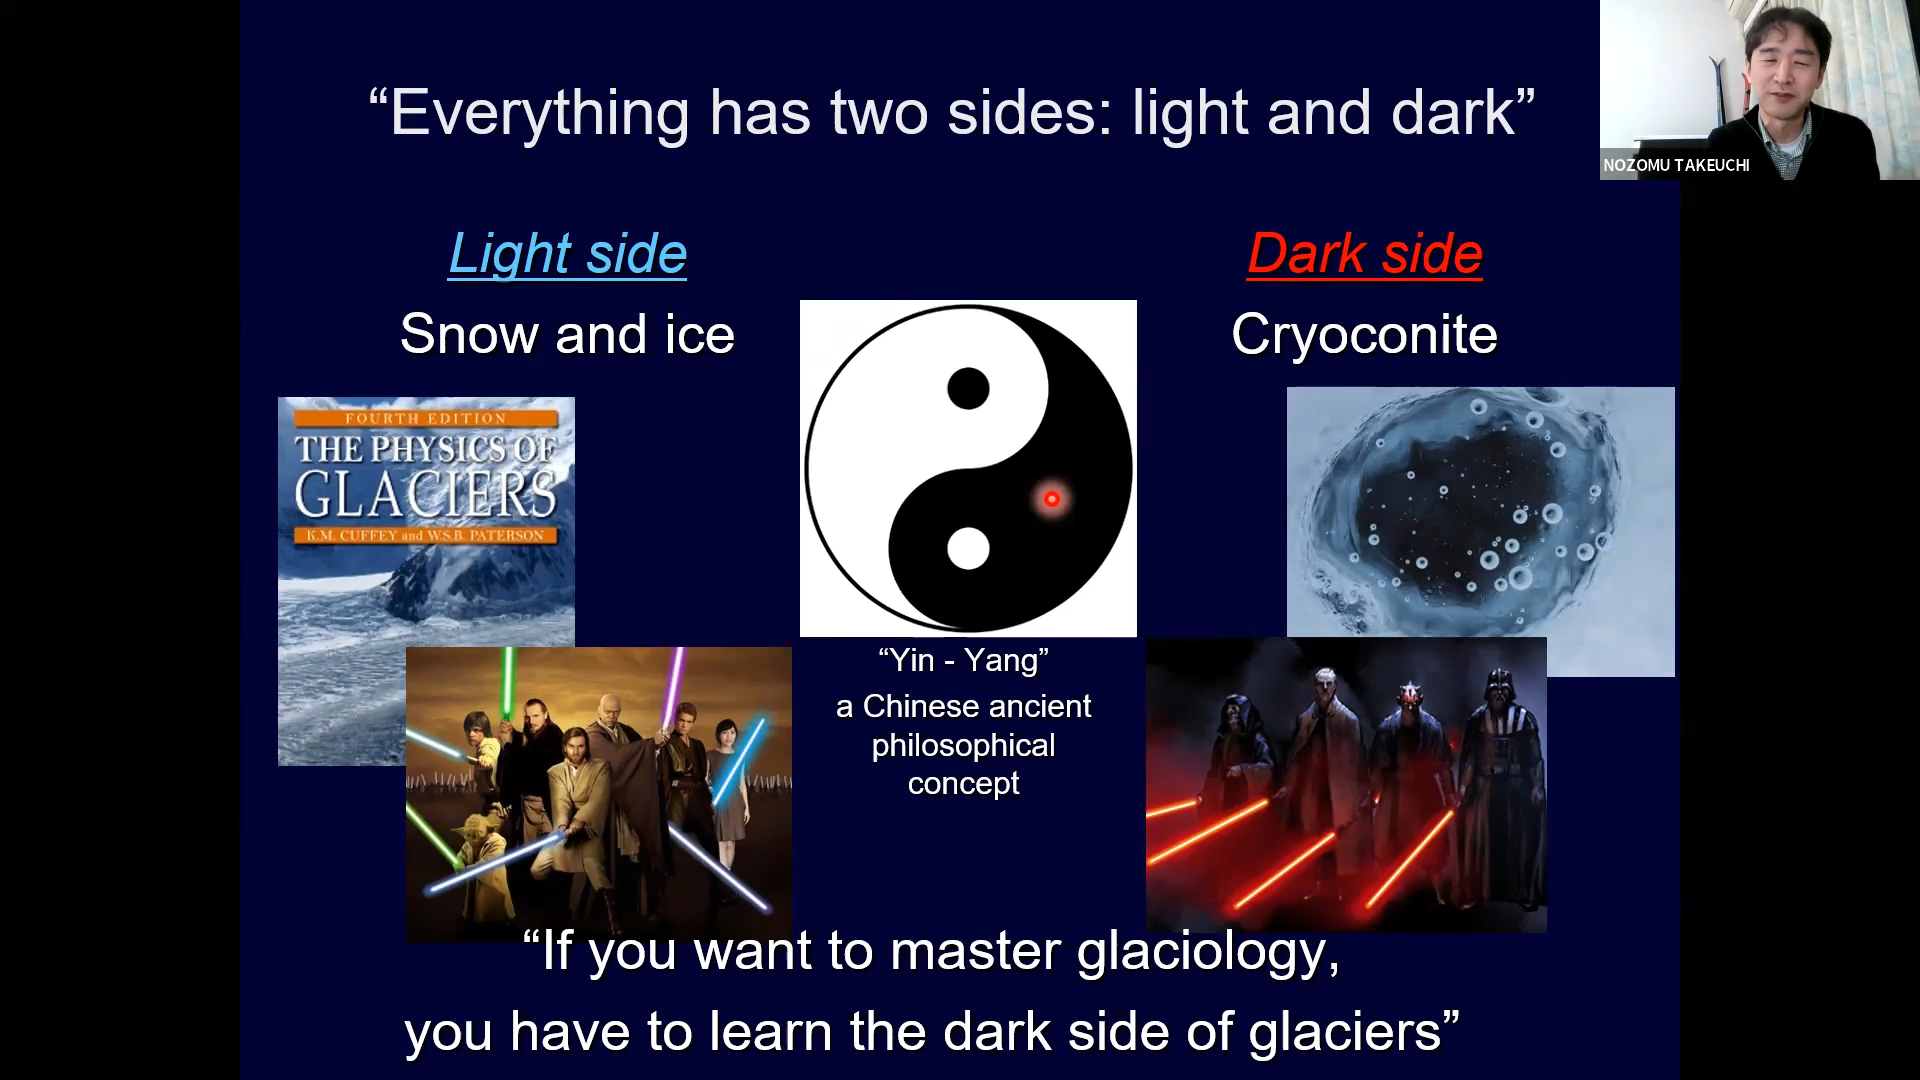 “Everything has two sides: light and dark”
NOZOMU TAKEUCHI
Light side
Dark side
Snow and ice
Cryoconite
FOURTH EDITION
THE PHYSICS OF
GLACIERS
K.M. CUFFEY and W.S.B. PATERSON
“Yin - Yang”
a Chinese ancient
philosophical
concept
“If you want to master glaciology,
you have to learn the dark side of glaciers”